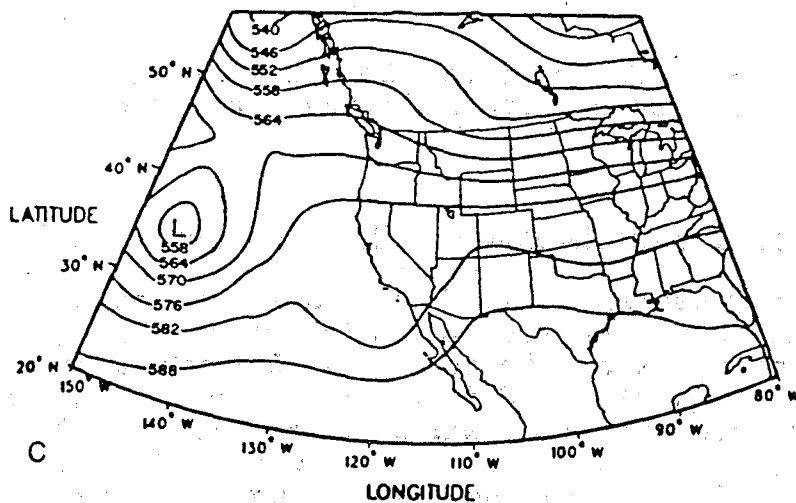 540
546
552
50° N
558
564
40° N
LATITUDE
L
558
30° N
564
570
576
582
20° N
588
150° W
80° W
140° W
90° W
130° W
120° W
110° W
100° W
C
LONGITUDE